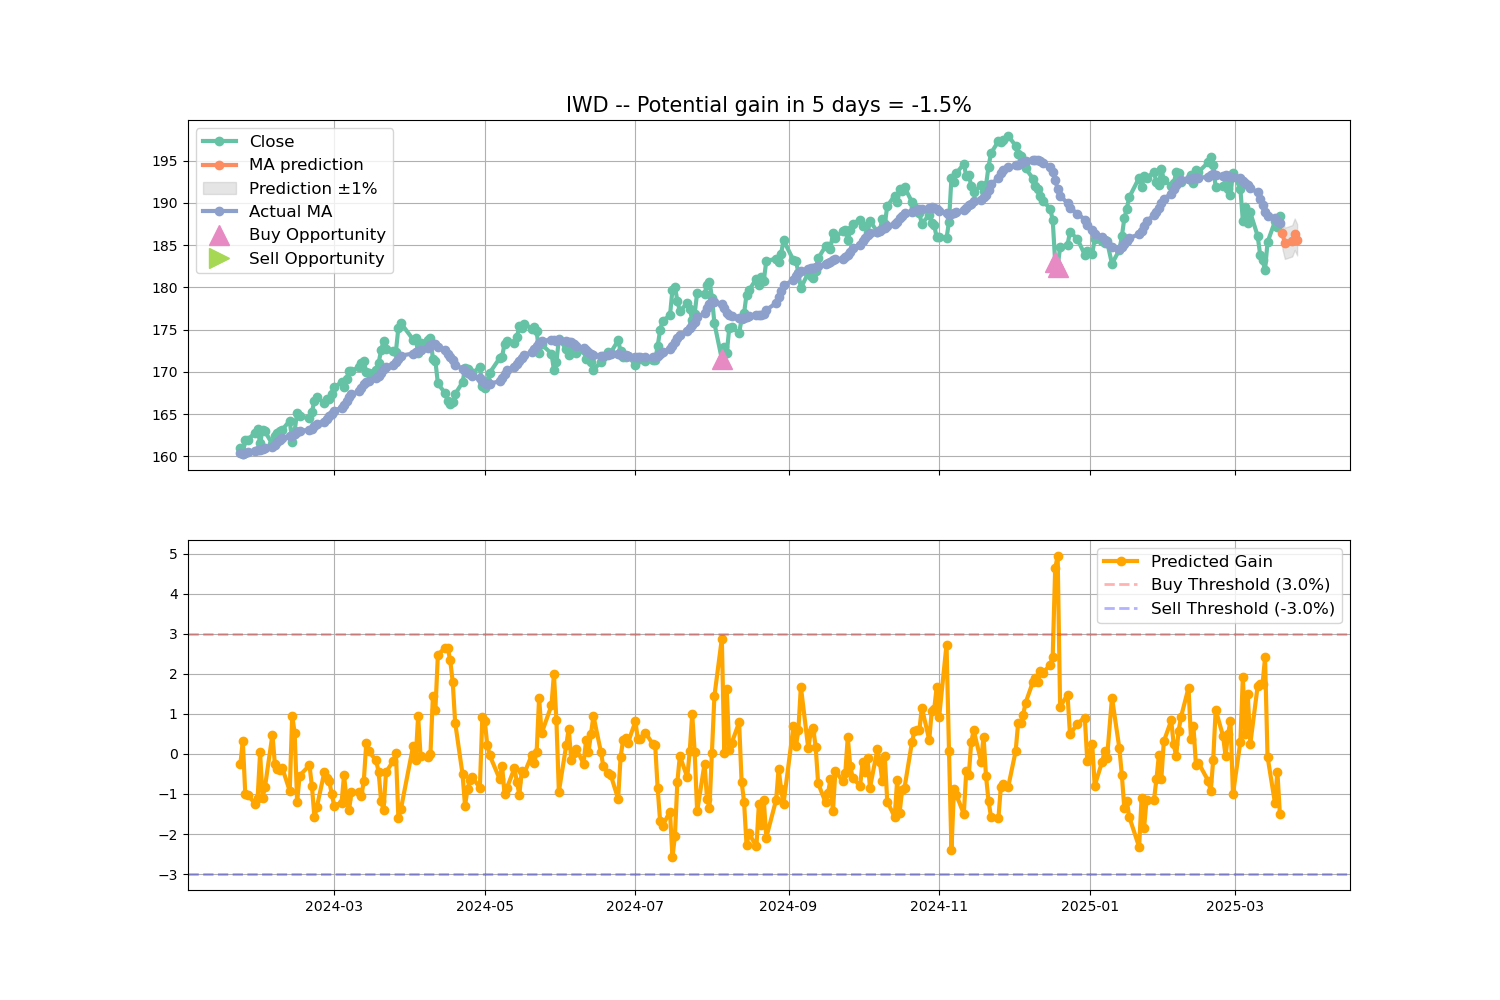 IWD -- Potential gain in 5 days = -1.5%
Close
MA prediction
Prediction ±1%
Actual MA
Buy Opportunity
Sell Opportunity
195
190
185
180
175
170
165
160
Predicted Gain
Buy Threshold (3.0%)
Sell Threshold (-3.0%)
5
4
3
2
1
0
−1
−2
−3
2024-03 2024-05 2024-07 2024-09 2024-11 2025-01 2025-03